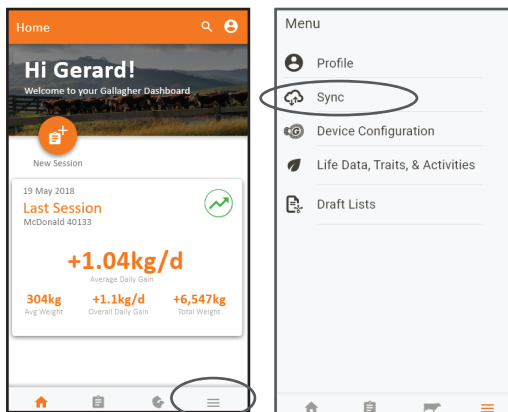 Home
Hi Gerard!
Welcome to your Gallagher Dashboard
New Session
19 May 2018
Last Session
McDonald 40133
+1.04kg/d
Average Daily Gain
304kg +1.1kg/d +6,547kg
Avg Weight Overall Daily Gain Total Weight
Menu
Profile
Sync
Device Configuration
Life Data, Traits, & Activities
Draft Lists